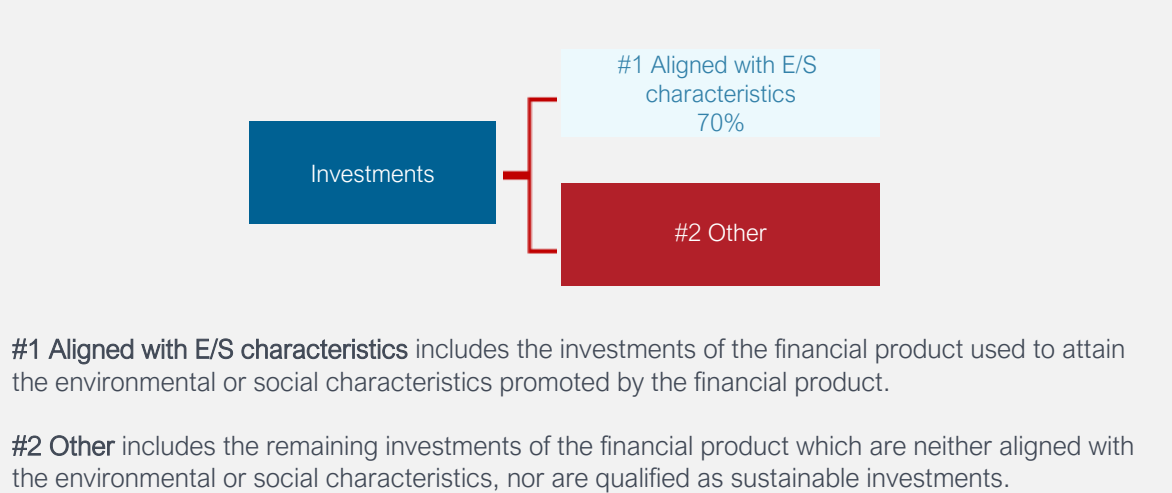 #1 Aligned with E/S
characteristics
70%
Investments
#2 Other
#1 Aligned with E/S characteristics includes the investments of the financial product used to attain
the environmental or social characteristics promoted by the financial product.
#2 Other includes the remaining investments of the financial product which are neither aligned with
the environmental or social characteristics, nor are qualified as sustainable investments.